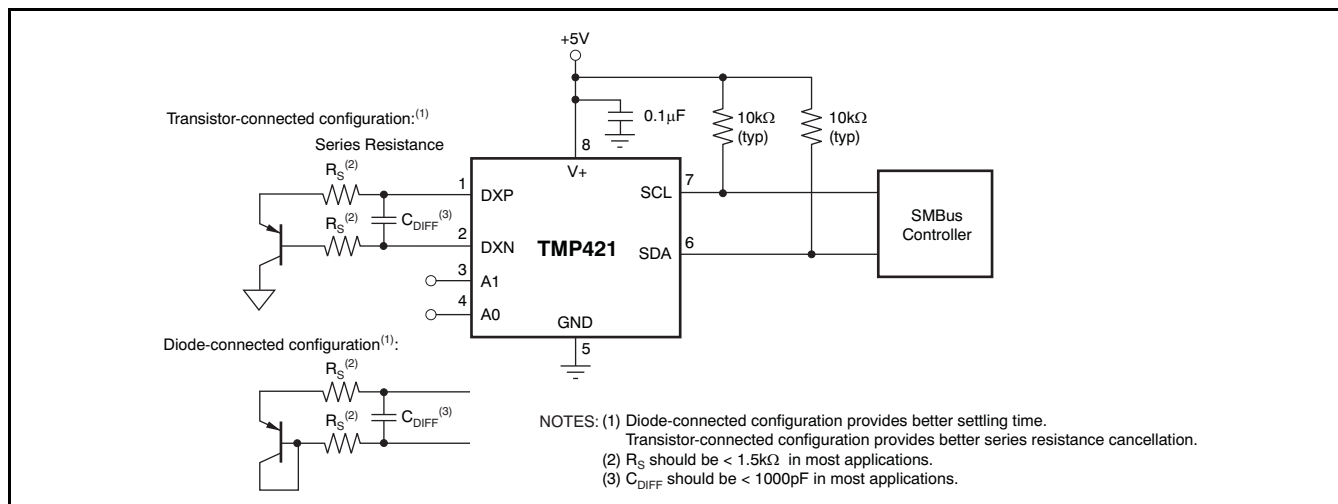 +5V
Transistor-connected configuration:(1)
0.1μF
10kΩ
(typ)
10kΩ
(typ)
Series Resistance
RS(2)
8
V+
1
DXP
SCL
7
CDIFF(3)
RS(2)
2
DXN
TMP421
SDA
6
SMBus
Controller
3
A1
4
A0
GND
5
Diode-connected configuration(1):
RS(2)
CDIFF(3)
RS(2)
NOTES: (1) Diode-connected configuration provides better settling time.
Transistor-connected configuration provides better series resistance cancellation.
(2) RS should be < 1.5kΩ in most applications.
(3) CDIFF should be < 1000pF in most applications.